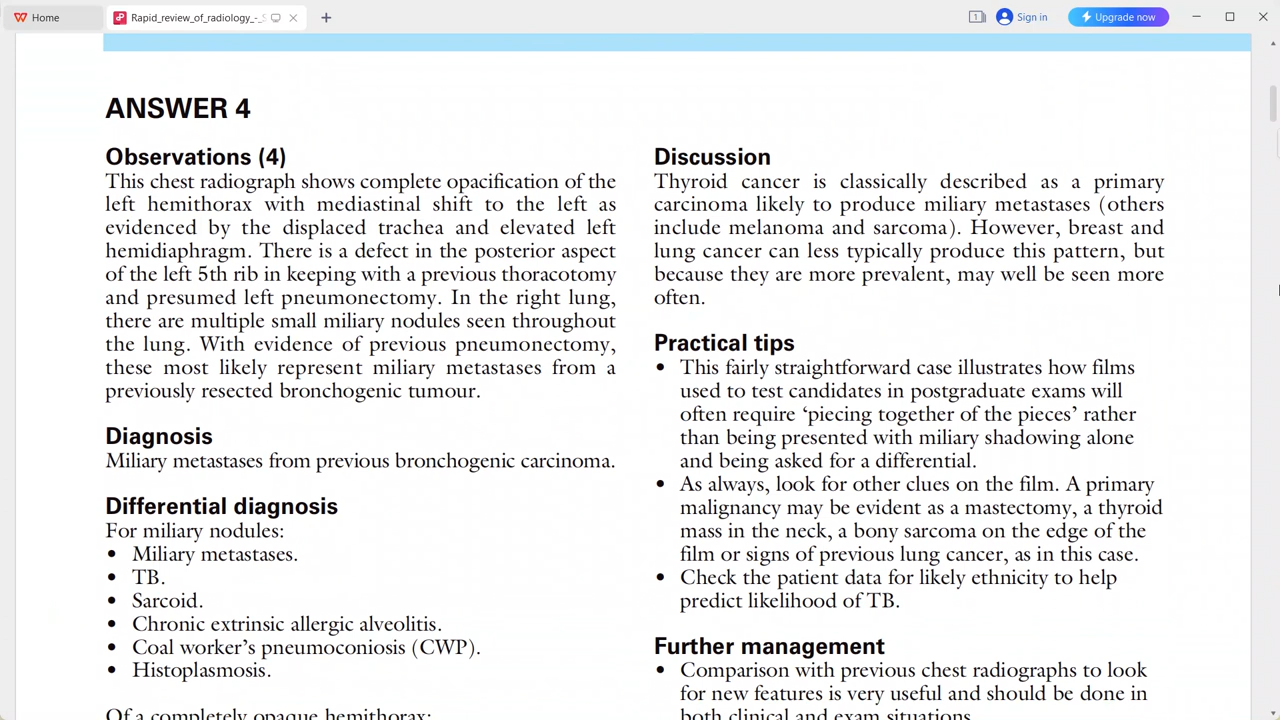 Home
Rapid_review_of_radiology_-_S
1
Sign in
Upgrade now
ANSWER 4
Observations (4)
This chest radiograph shows complete opacification of the
left hemithorax with mediastinal shift to the left as
evidenced by the displaced trachea and elevated left
hemidiaphragm. There is a defect in the posterior aspect
of the left 5th rib in keeping with a previous thoracotomy
and presumed left pneumonectomy. In the right lung,
there are multiple small miliary nodules seen throughout
the lung. With evidence of previous pneumonectomy,
these most likely represent miliary metastases from a
previously resected bronchogenic tumour.
Diagnosis
Miliary metastases from previous bronchogenic carcinoma.
Differential diagnosis
For miliary nodules:
• Miliary metastases.
• TB.
• Sarcoid.
• Chronic extrinsic allergic alveolitis.
• Coal worker’s pneumoconiosis (CWP).
• Histoplasmosis.
Of a completely opaque hemithorax:
Discussion
Thyroid cancer is classically described as a primary
carcinoma likely to produce miliary metastases (others
include melanoma and sarcoma). However, breast and
lung cancer can less typically produce this pattern, but
because they are more prevalent, may well be seen more
often.
Practical tips
• This fairly straightforward case illustrates how films
used to test candidates in postgraduate exams will
often require ‘piecing together of the pieces’ rather
than being presented with miliary shadowing alone
and being asked for a differential.
• As always, look for other clues on the film. A primary
malignancy may be evident as a mastectomy, a thyroid
mass in the neck, a bony sarcoma on the edge of the
film or signs of previous lung cancer, as in this case.
• Check the patient data for likely ethnicity to help
predict likelihood of TB.
Further management
• Comparison with previous chest radiographs to look
for new features is very useful and should be done in
both clinical and exam situations.